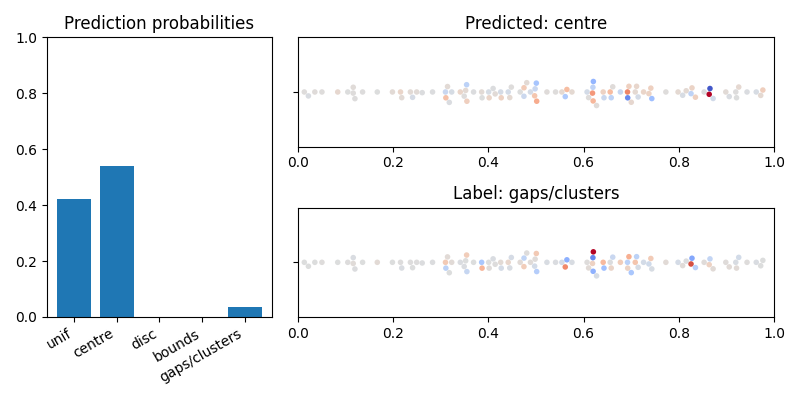 Prediction probabilities
1.0
0.8
0.6
0.4
0.2
0.0
unif
centre
disc
bounds
gaps/clusters
Predicted: centre
0.0 0.2 0.4 0.6 0.8 1.0
Label: gaps/clusters
0.0 0.2 0.4 0.6 0.8 1.0